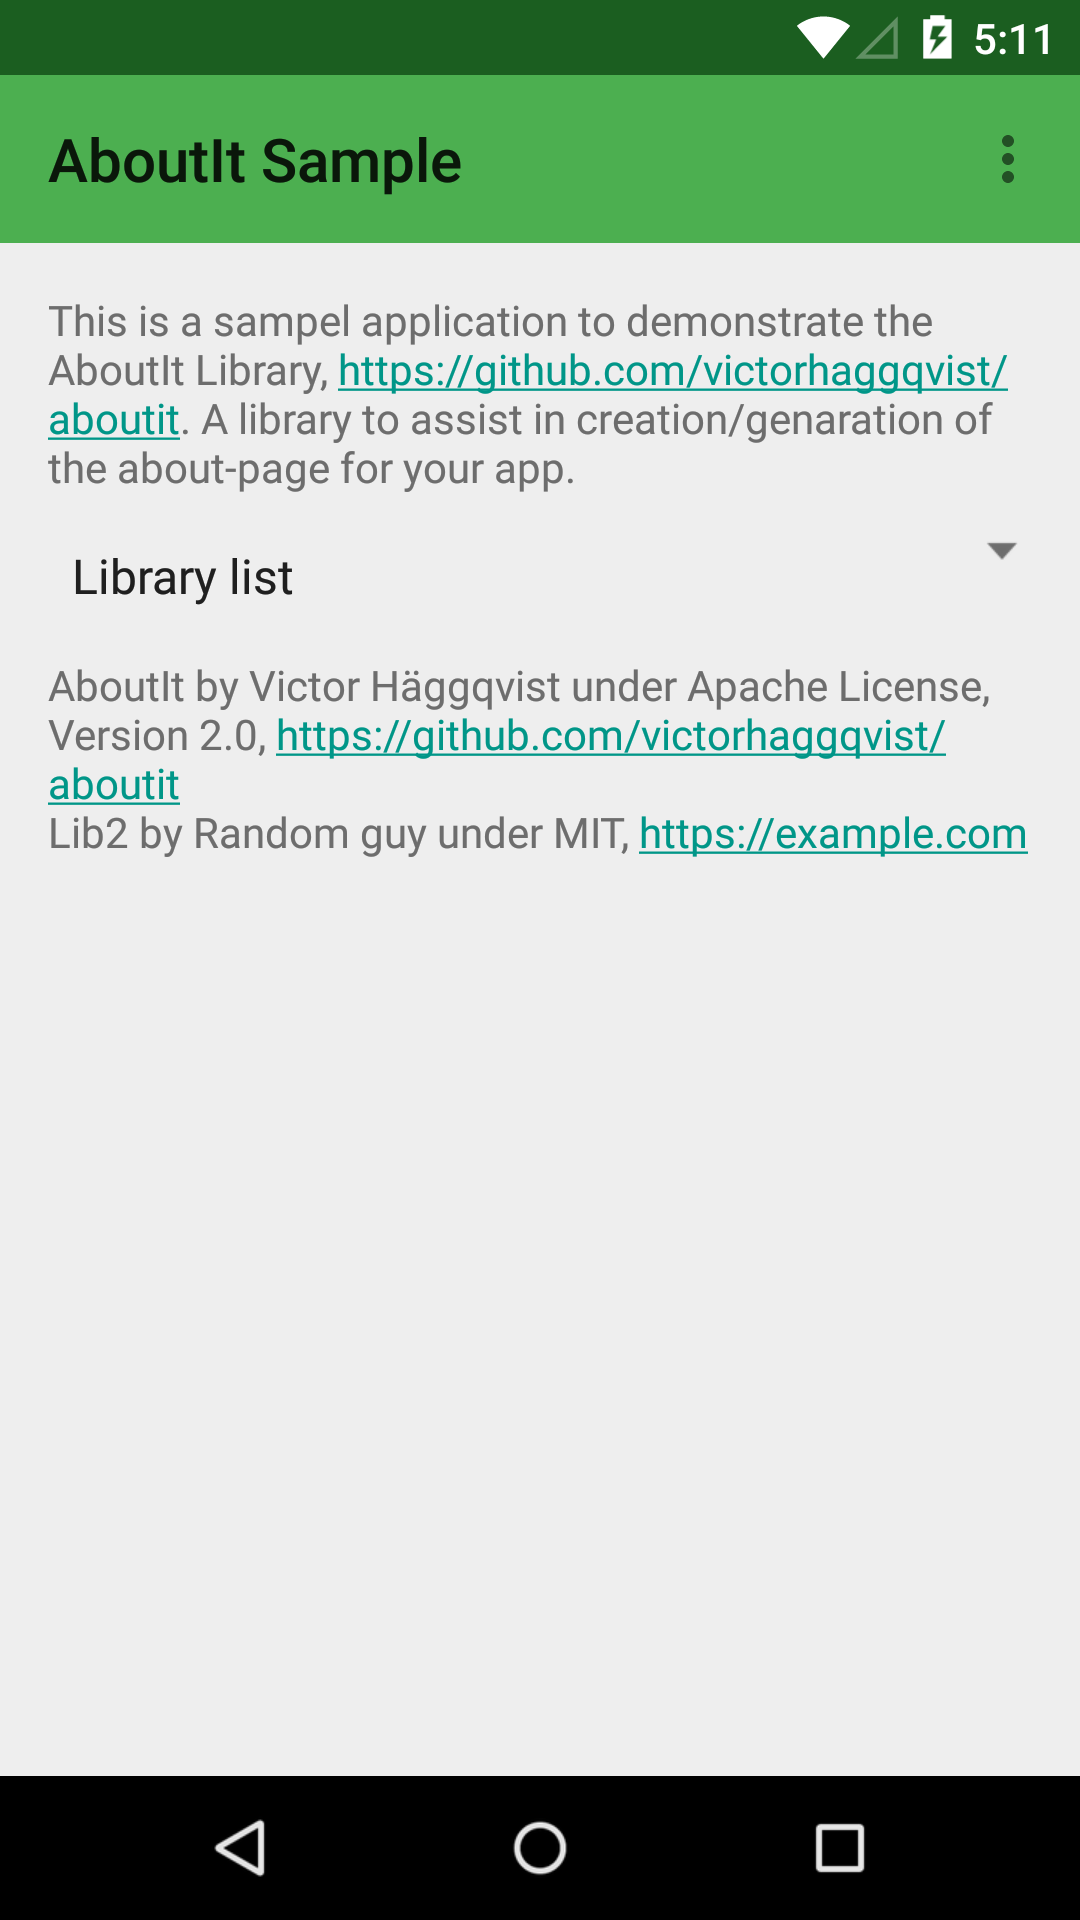 5:11
AboutIt Sample
This is a sampel application to demonstrate the
AboutIt Library, https://github.com/victorhaggqvist/
aboutit. A library to assist in creation/genaration of
the about-page for your app.
Library list
AboutIt by Victor Häggqvist under Apache License,
Version 2.0, https://github.com/victorhaggqvist/
aboutit
Lib2 by Random guy under MIT, https://example.com